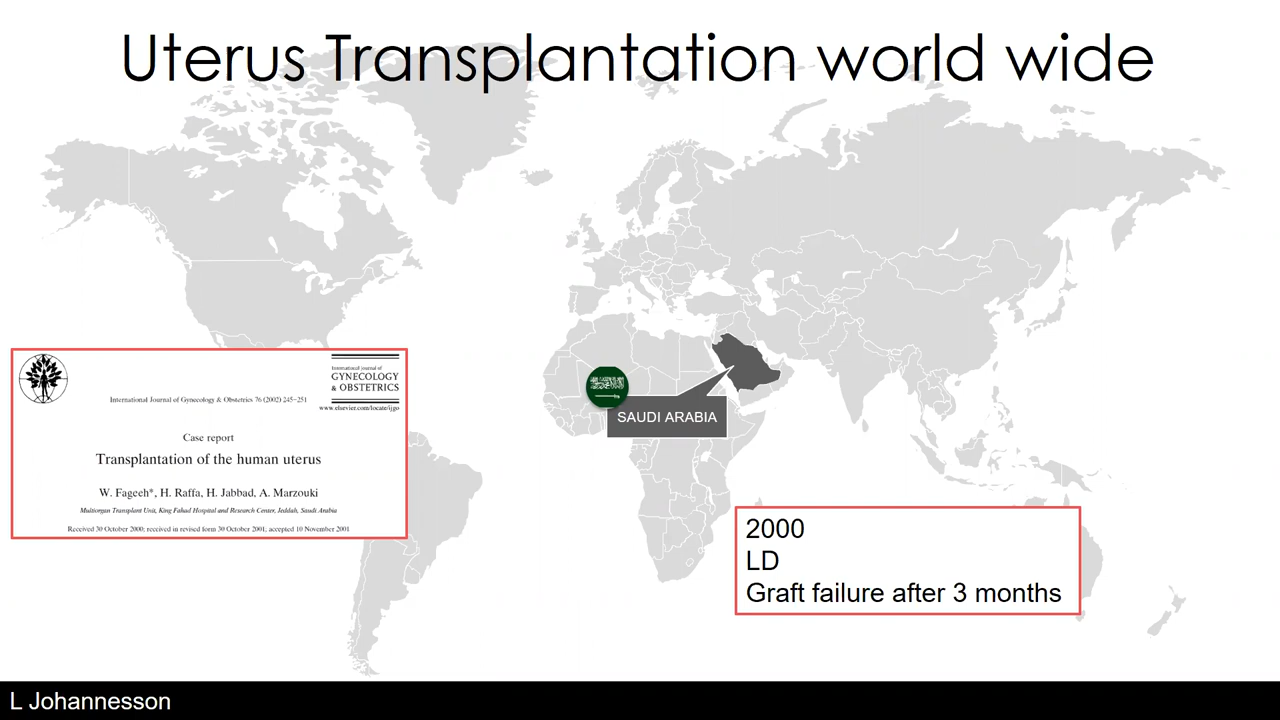 Uterus Transplantation world wide
International journal of
GYNECOLOGY
& OBSTETRICS
International Journal of Gynecology & Obstetrics 76 (2002) 245–251
www.elsevier.com/locate/ijgo
Case report
Transplantation of the human uterus
W. Fageeh*, H. Raffa, H. Jabbad, A. Marzouki
Multiorgan Transplant Unit, King Fahad Hospital and Research Center, Jeddah, Saudi Arabia
Received 30 October 2000; received in revised form 30 October 2001; accepted 10 November 2001
SAUDI ARABIA
2000
LD
Graft failure after 3 months
L Johannesson